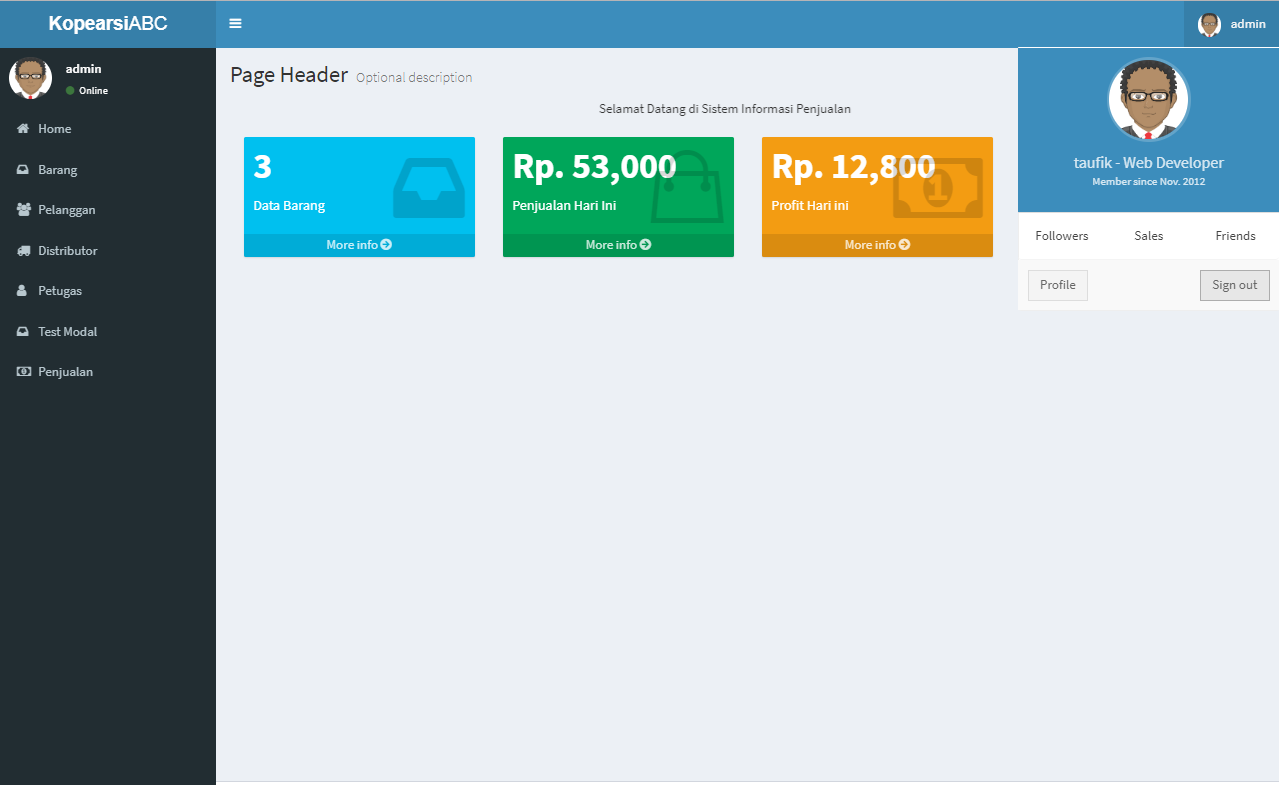 KopearsiABC
admin
admin
Online
Home
Barang
Pelanggan
Distributor
Petugas
Test Modal
Penjualan
Page Header Optional description
Selamat Datang di Sistem Informasi Penjualan
3
Data Barang
More info
Rp. 53,000
Penjualan Hari Ini
More info
Rp. 12,800
Profit Hari ini
More info
taufik - Web Developer
Member since Nov. 2012
Followers Sales Friends
Profile Sign out